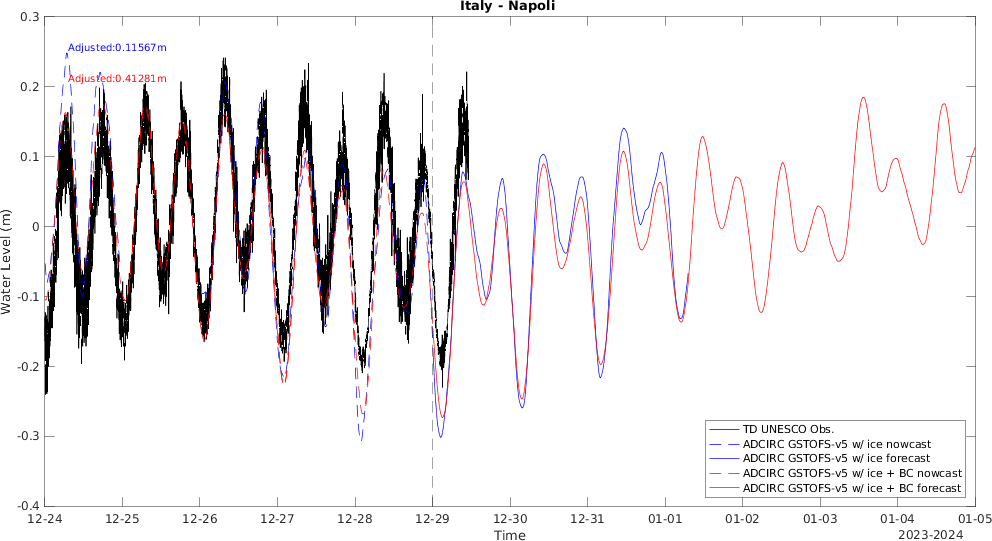 Italy - Napoli
0.3
0.2
0.1
0
-0.1
-0.2
-0.3
-0.4
Water Level (m)
Adjusted:0.11567m
Adjusted:0.41281m
TD UNESCO Obs.
ADCIRC GSTOFS-v5 w/ ice nowcast
ADCIRC GSTOFS-v5 w/ ice forecast
ADCIRC GSTOFS-v5 w/ ice + BC nowcast
ADCIRC GSTOFS-v5 w/ ice + BC forecast
12-24 12-25 12-26 12-27 12-28 12-29 12-30 12-31 01-01 01-02 01-03 01-04 01-05
Time
2023-2024